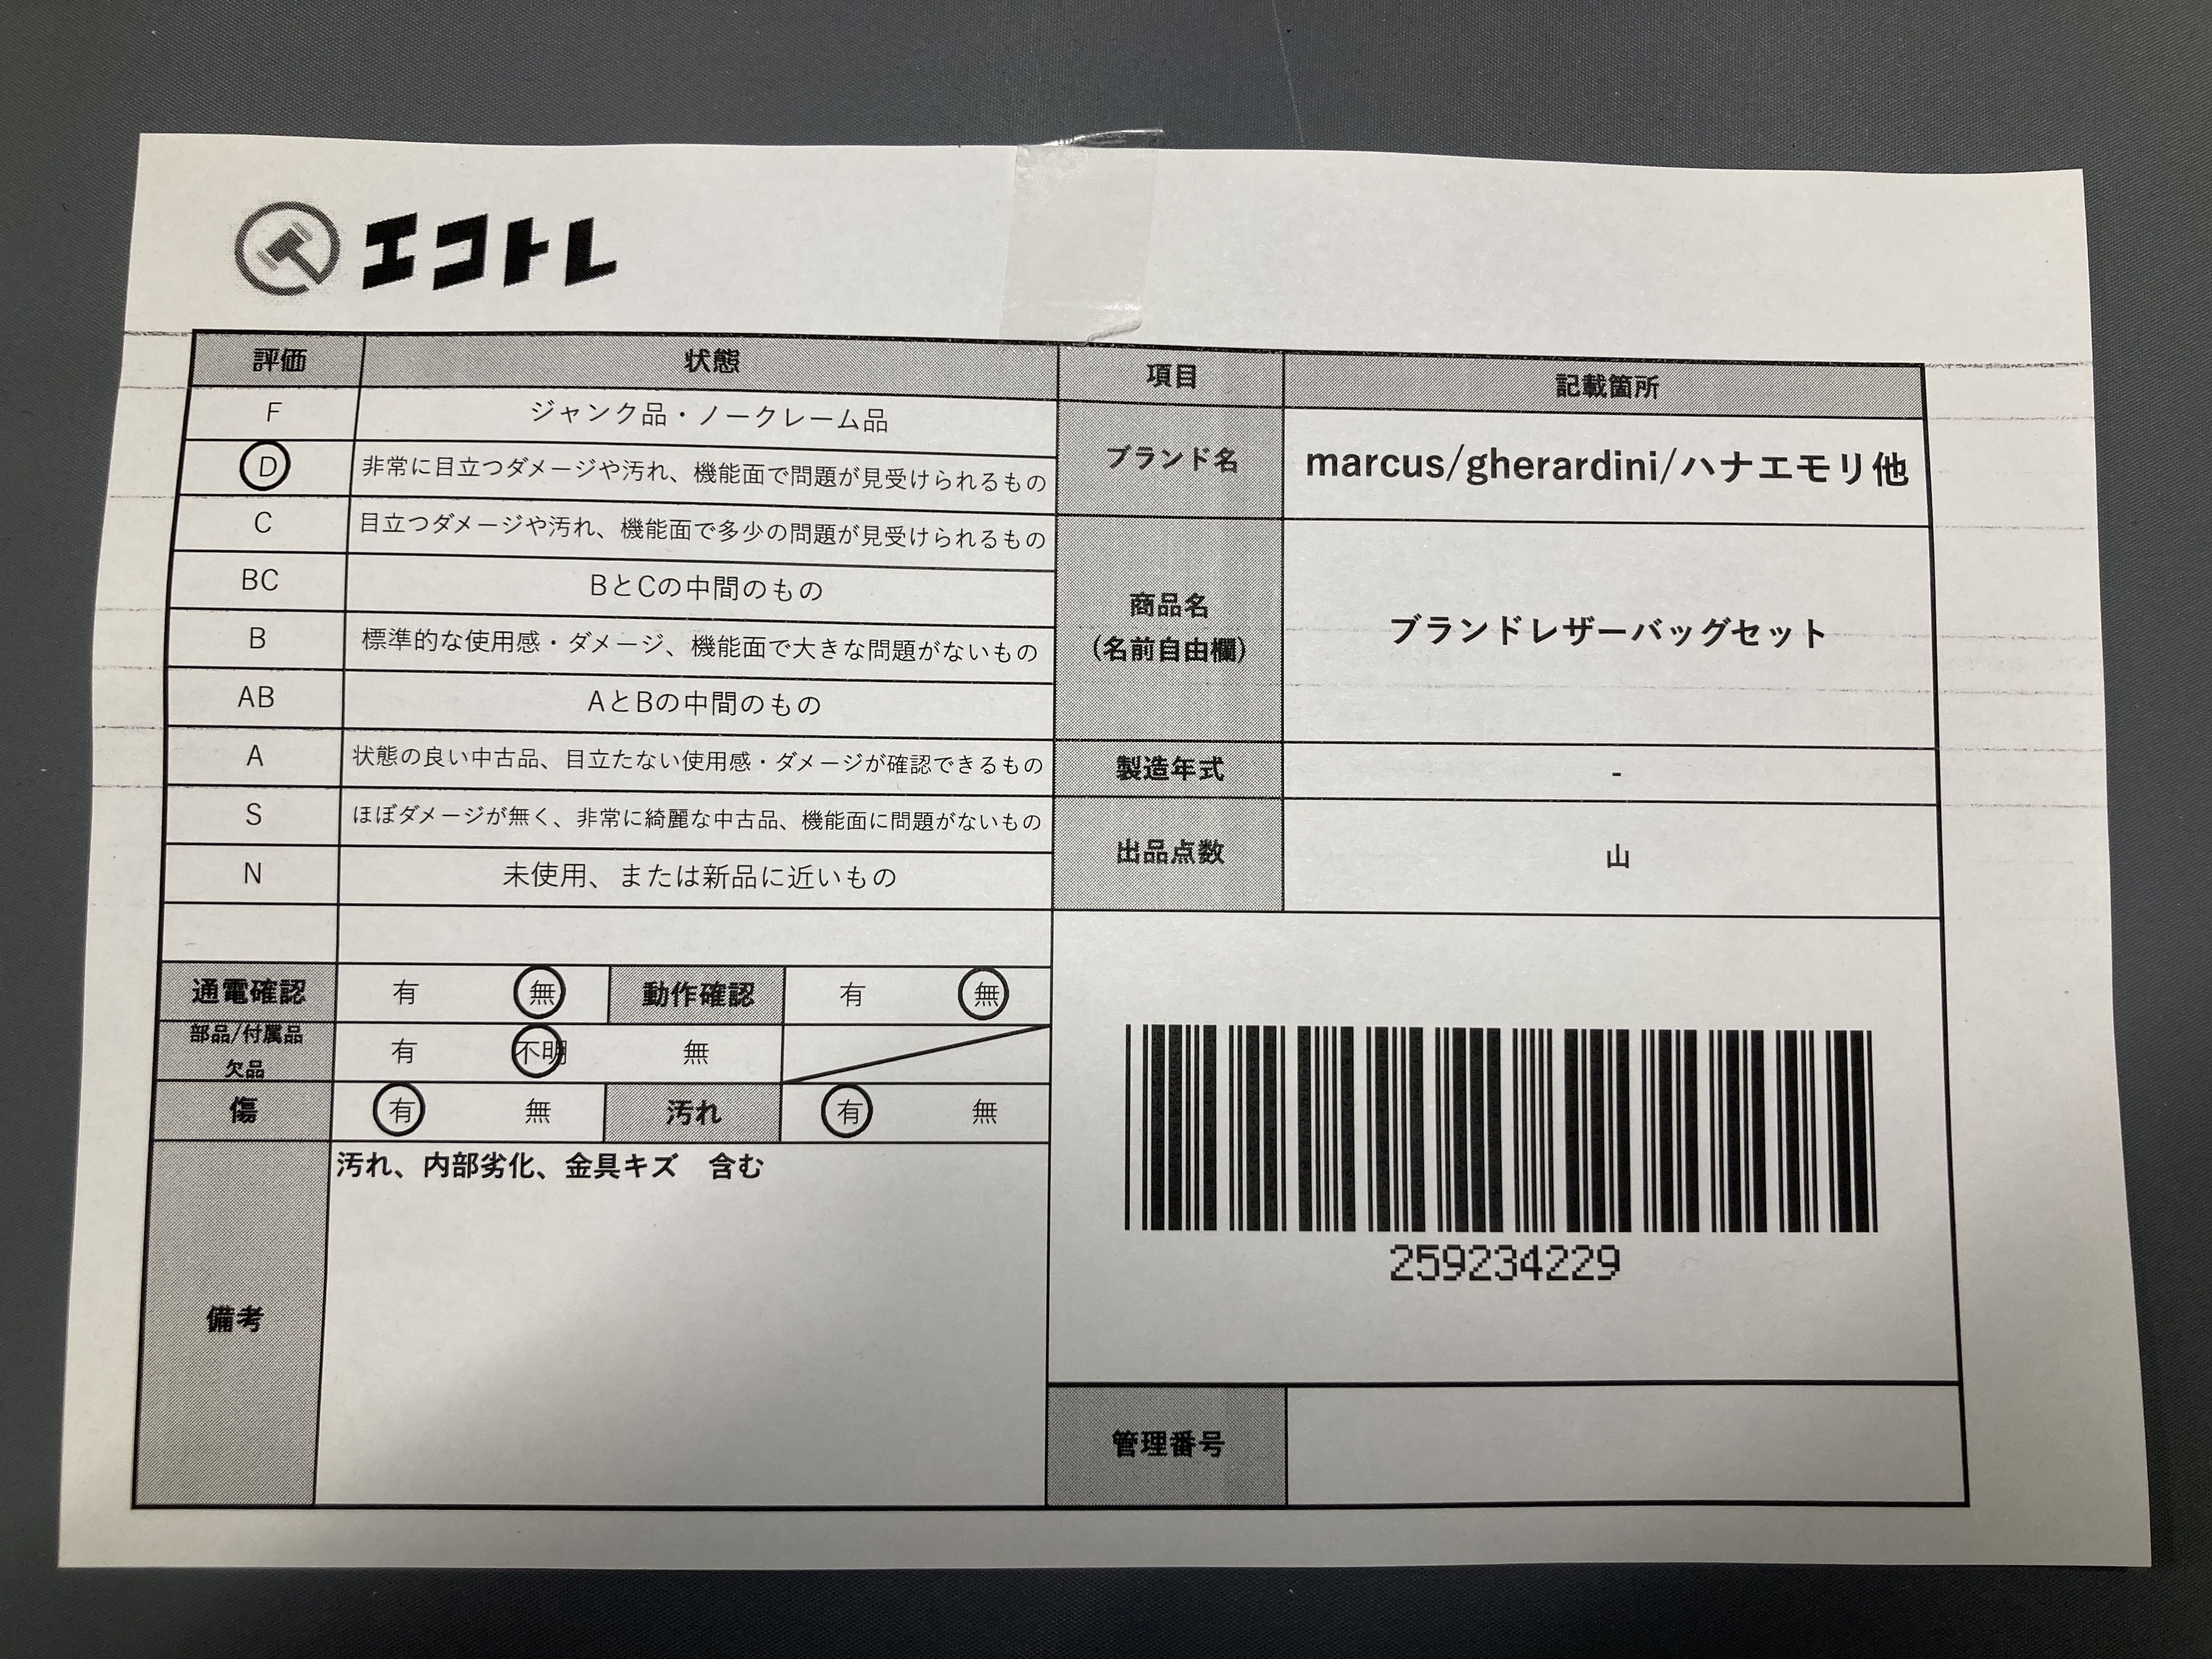 エコトレ
評価 状態 項目 記載箇所
F ジャンク品・ノークレーム品
D 非常に目立つダメージや汚れ、機能面で問題が見受けられるもの
ブランド名 marcus/gherardini/ハナエモリ他
C 目立つダメージや汚れ、機能面で多少の問題が見受けられるもの
BC BとCの中間のもの
商品名
(名前自由欄)
ブランドレザーバッグセット
B 標準的な使用感・ダメージ、機能面で大きな問題がないもの
AB AとBの中間のもの
A 状態の良い中古品、目立たない使用感・ダメージが確認できるもの
製造年式 -
S ほぼダメージが無く、非常に綺麗な中古品、機能面に問題がないもの
出品点数 山
N 未使用、または新品に近いもの
通電確認 有 無 動作確認 有 無
部品/付属品
欠品
有 不明 無
傷 有 無 汚れ 有 無
備考
汚れ、内部劣化、金具キズ　含む
259234229
管理番号